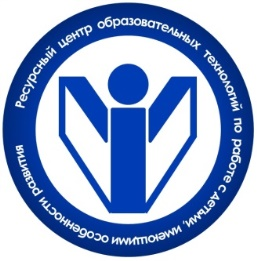 Ресурсный центр образовательных технологий по работе с детьми, имеющими особенности развития